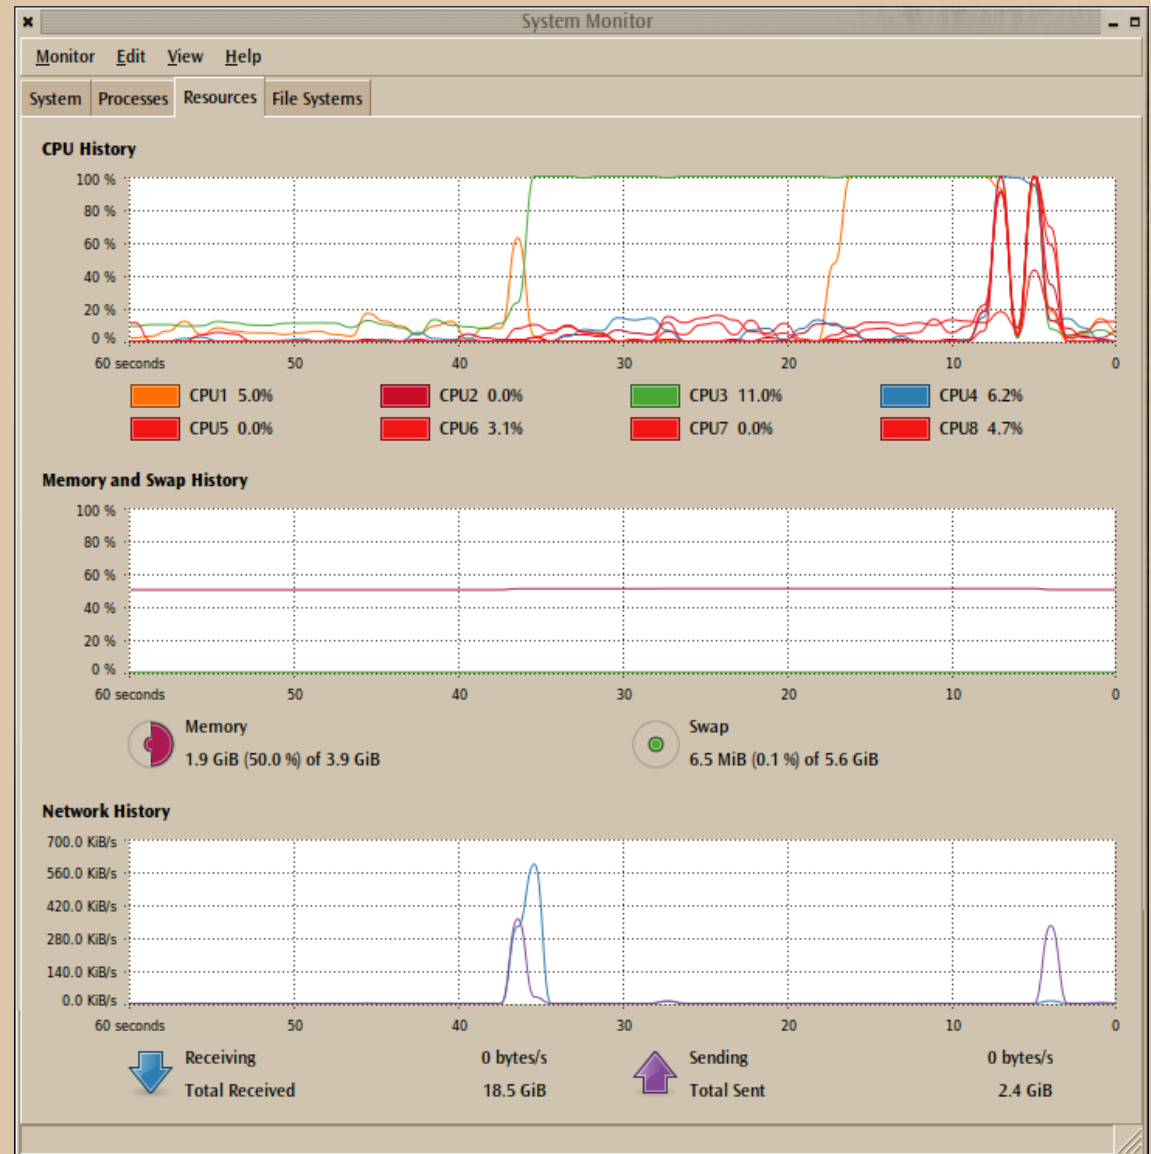 System Monitor
Monitor Edit View Help
System Processes Resources File Systems
CPU History
100 %
80 %
60 %
40 %
20 %
0 %
60 seconds 50 40 30 20 10 0
CPU1 5.0% CPU2 0.0% CPU3 11.0% CPU4 6.2%
CPU5 0.0% CPU6 3.1% CPU7 0.0% CPU8 4.7%
Memory and Swap History
100 %
80 %
60 %
40 %
20 %
0 %
60 seconds 50 40 30 20 10 0
Memory Swap
1.9 GiB (50.0 %) of 3.9 GiB 6.5 MiB (0.1 %) of 5.6 GiB
Network History
700.0 KiB/s
560.0 KiB/s
420.0 KiB/s
280.0 KiB/s
140.0 KiB/s
0.0 KiB/s
60 seconds 50 40 30 20 10 0
Receiving 0 bytes/s Sending 0 bytes/s
Total Received 18.5 GiB Total Sent 2.4 GiB